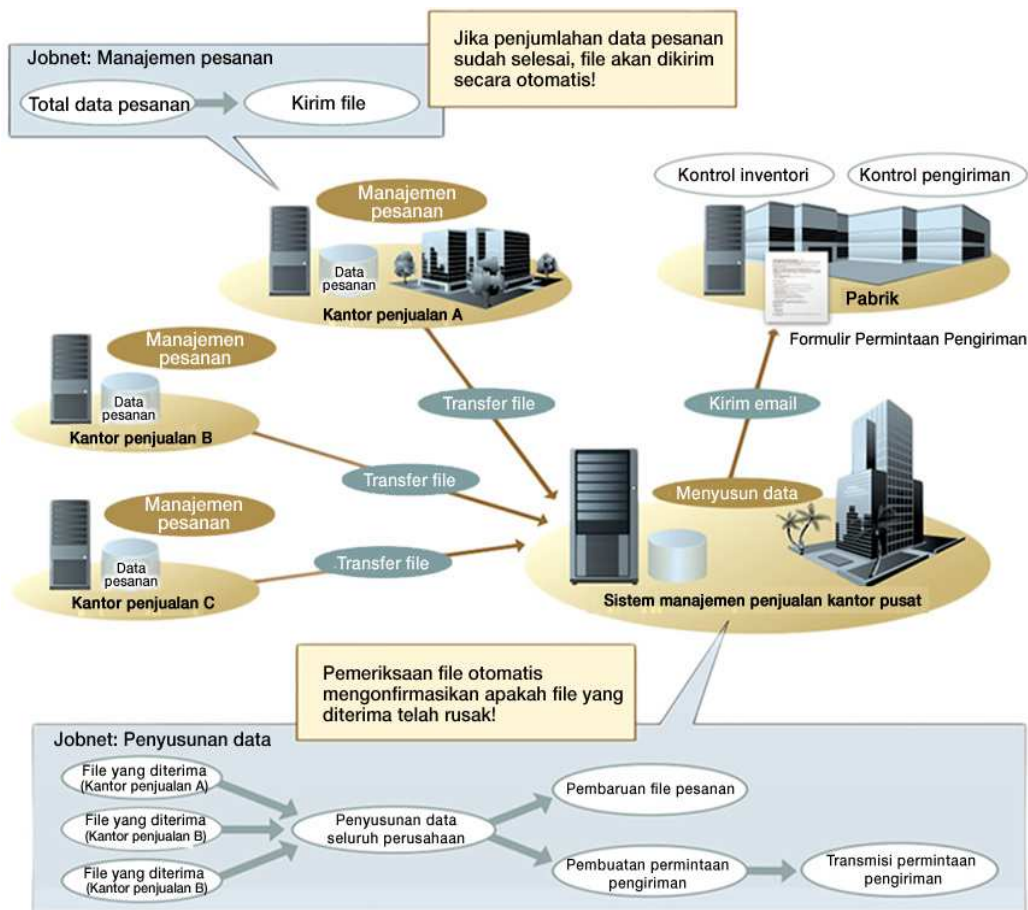 Jobnet: Manajemen pesanan
Total data pesanan
Kirim file
Jika penjumlahan data pesanan
sudah selesai, file akan dikirim
secara otomatis!
Manajemen
pesanan
Data
pesanan
Kantor penjualan A
Kontrol inventori
Kontrol pengiriman
Pabrik
Formulir Permintaan Pengiriman
Manajemen
pesanan
Data
pesanan
Kantor penjualan B
Transfer file
Kirim email
Transfer file
Manajemen
pesanan
Data
pesanan
Kantor penjualan C
Transfer file
Menyusun data
Sistem manajemen penjualan kantor pusat
Pemeriksaan file otomatis
mengonfirmasikan apakah file yang
diterima telah rusak!
Jobnet: Penyusunan data
File yang diterima
(Kantor penjualan A)
File yang diterima
(Kantor penjualan B)
File yang diterima
(Kantor penjualan B)
Penyusunan data
seluruh perusahaan
Pembaruan file pesanan
Pembuatan permintaan
pengiriman
Transmisi permintaan
pengiriman